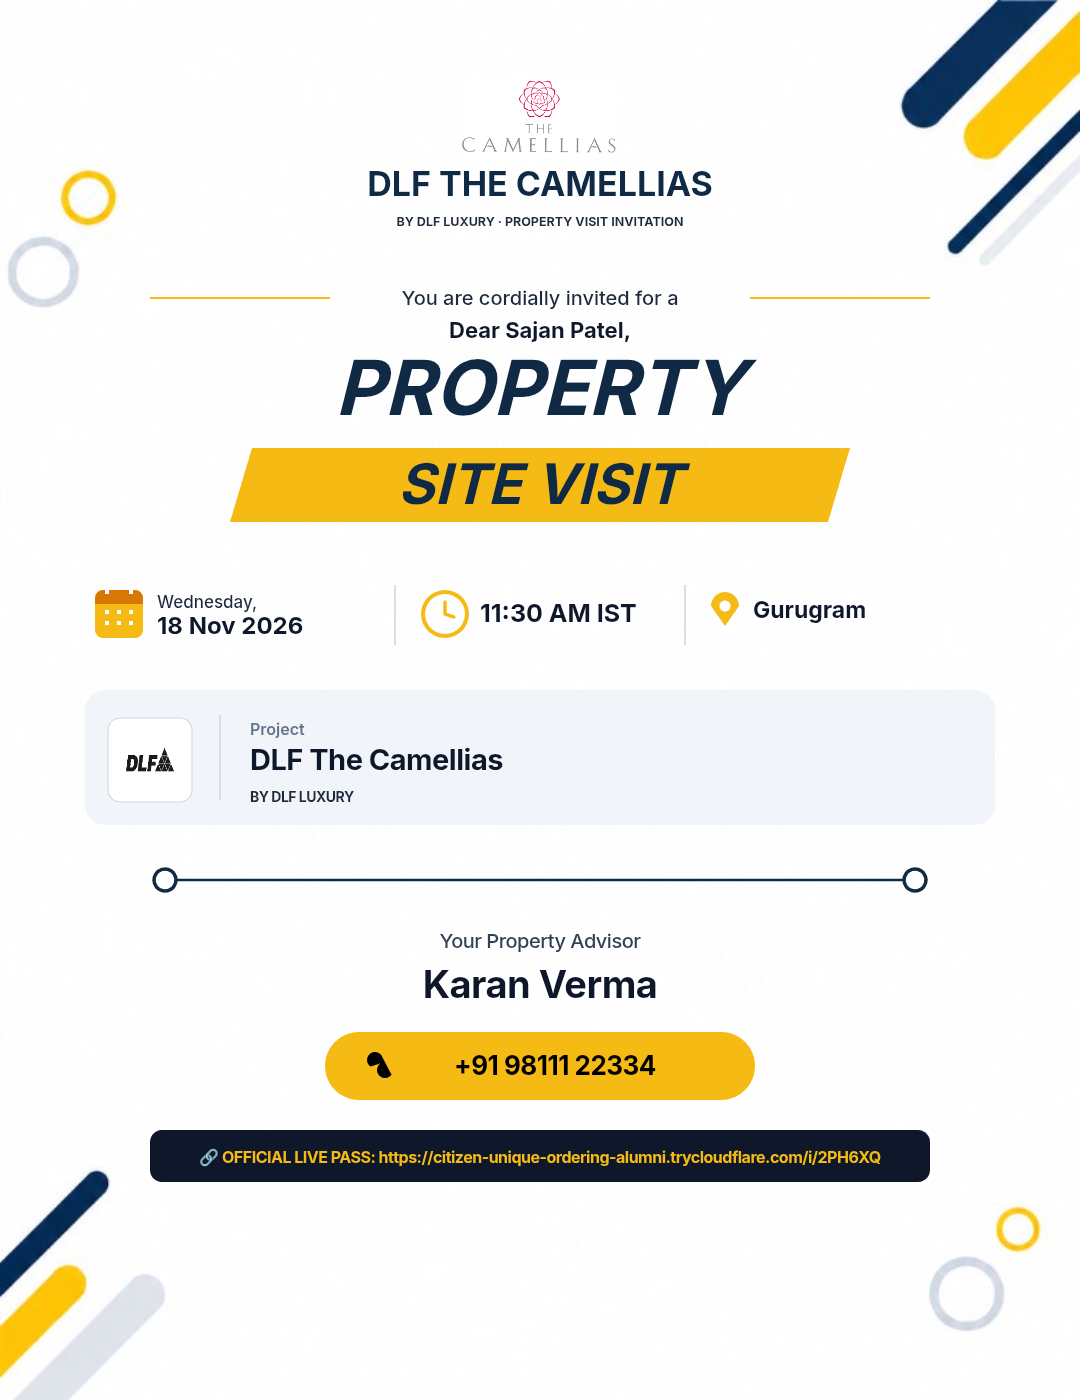 THE
CAMELLIAS
DLF THE CAMELLIAS
BY DLF LUXURY · PROPERTY VISIT INVITATION
You are cordially invited for a
Dear Sajan Patel,
PROPERTY
SITE VISIT
Wednesday,
18 Nov 2026
11:30 AM IST
Gurugram
DLF
Project
DLF The Camellias
BY DLF LUXURY
Your Property Advisor
Karan Verma
+91 98111 22334
🔗 OFFICIAL LIVE PASS: https://citizen-unique-ordering-alumni.trycloudflare.com/i/2PH6XQ